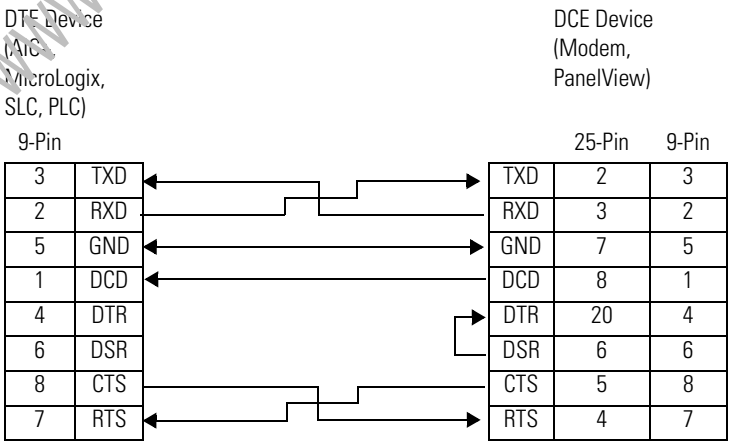 DTE Device
(AIC+,
MicroLogix,
SLC, PLC)
DCE Device
(Modem,
PanelView)
9-Pin
25-Pin 9-Pin
3 TXD TXD 2 3
2 RXD RXD 3 2
5 GND GND 7 5
1 DCD DCD 8 1
4 DTR DTR 20 4
6 DSR DSR 6 6
8 CTS CTS 5 8
7 RTS RTS 4 7